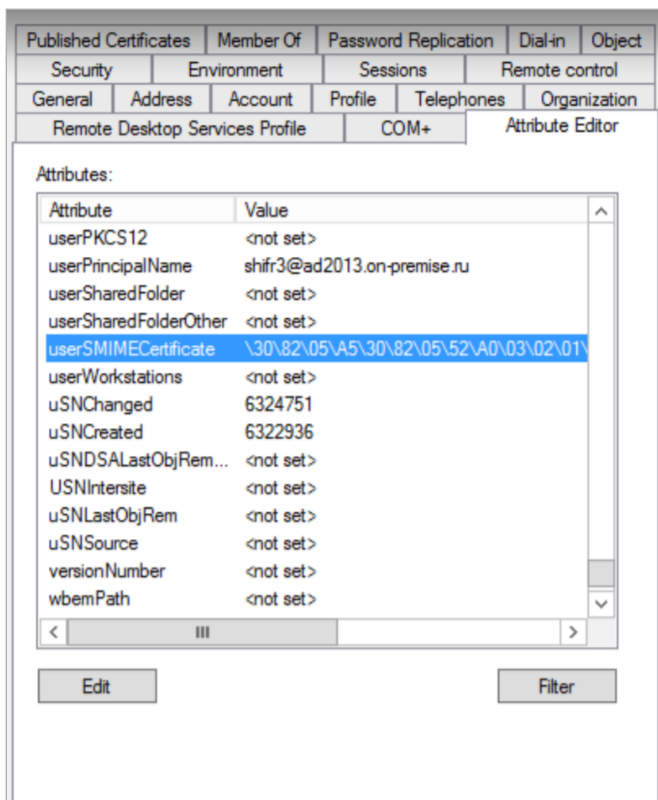 Published Certificates Member Of Password Replication Dial-in Object
Security Environment Sessions Remote control
General Address Account Profile Telephones Organization
Remote Desktop Services Profile COM+ Attribute Editor
Attributes:
Attribute Value
userPKCS12 <not set>
userPrincipalName shifr3@ad2013.on-premise.ru
userSharedFolder <not set>
userSharedFolderOther <not set>
userSMIMECertificate \30\82\05\A5\30\82\05\52\A0\03\02\01\
userWorkstations <not set>
uSNChanged 6324751
uSNCreated 6322936
uSNDSALastObjRem... <not set>
USNIntersite <not set>
uSNLastObjRem <not set>
uSNSource <not set>
versionNumber <not set>
wbemPath <not set>
Edit Filter